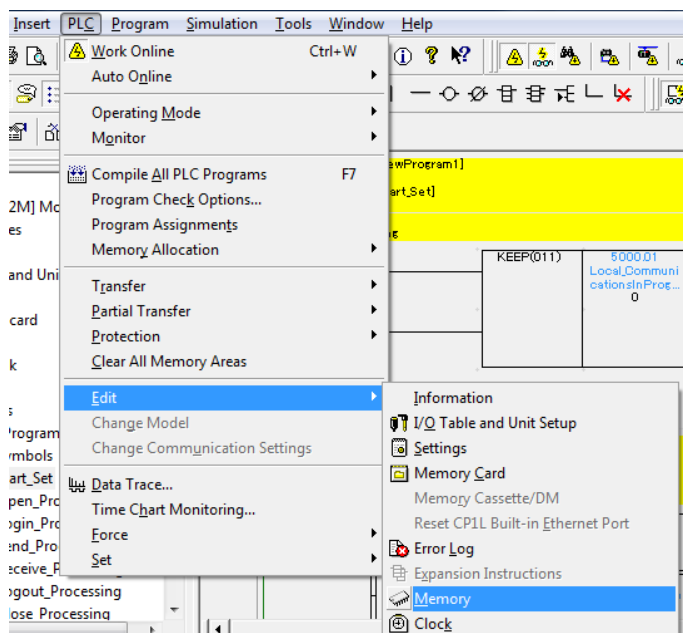 Insert PLC Program Simulation Tools Window Help
Work Online Ctrl+W
Auto Online
Operating Mode
Monitor
Compile All PLC Programs F7
Program Check Options...
Program Assignments
Memory Allocation
Transfer
Partial Transfer
Protection
Clear All Memory Areas
Edit
Change Model
Change Communication Settings
Data Trace...
Time Chart Monitoring...
Force
Set
Information
I/O Table and Unit Setup
Settings
Memory Card
Memory Cassette/DM
Reset CP1L Built-in Ethernet Port
Error Log
Expansion Instructions
Memory
Clock
ewProgram1]
art_Set]
g
KEEP(011)
5000.01
Local_Communi
cationsInProg...
0
2M] Mo
es
and Uni
card
k
s
Program
ymbols
art_Set
pen_Pro
ogin_Pro
end_Pro
eceive_P
ogout_Processing
lose_Processing